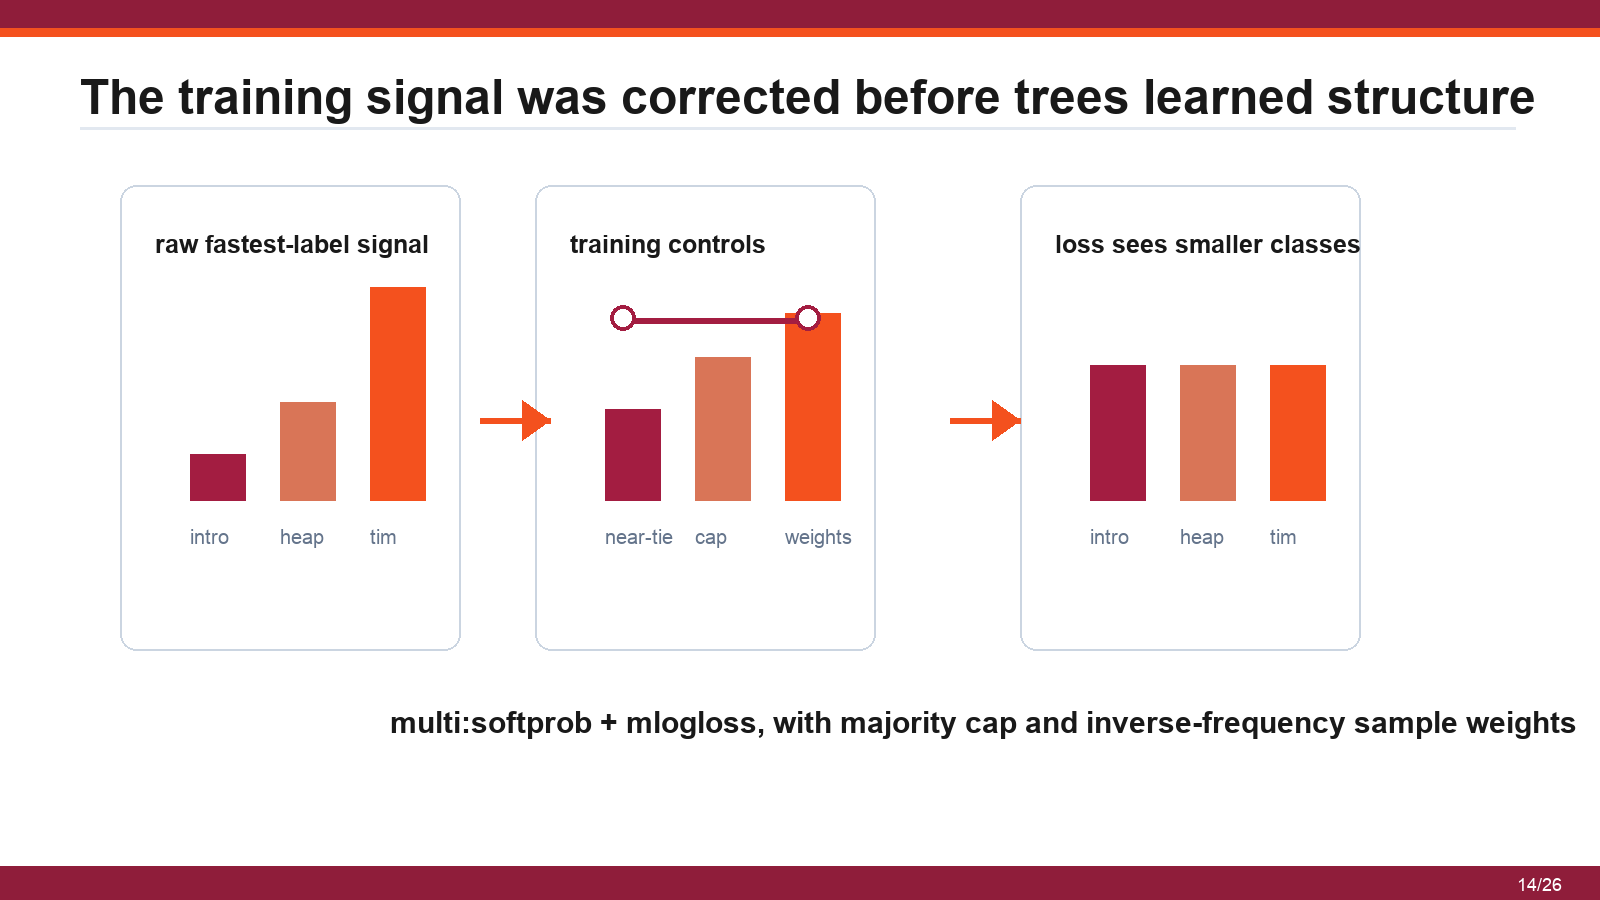 The training signal was corrected before trees learned structure
raw fastest-label signal
intro heap tim
training controls
near-tie cap weights
loss sees smaller classes
intro heap tim
multi:softprob + mlogloss, with majority cap and inverse-frequency sample weights
14/26